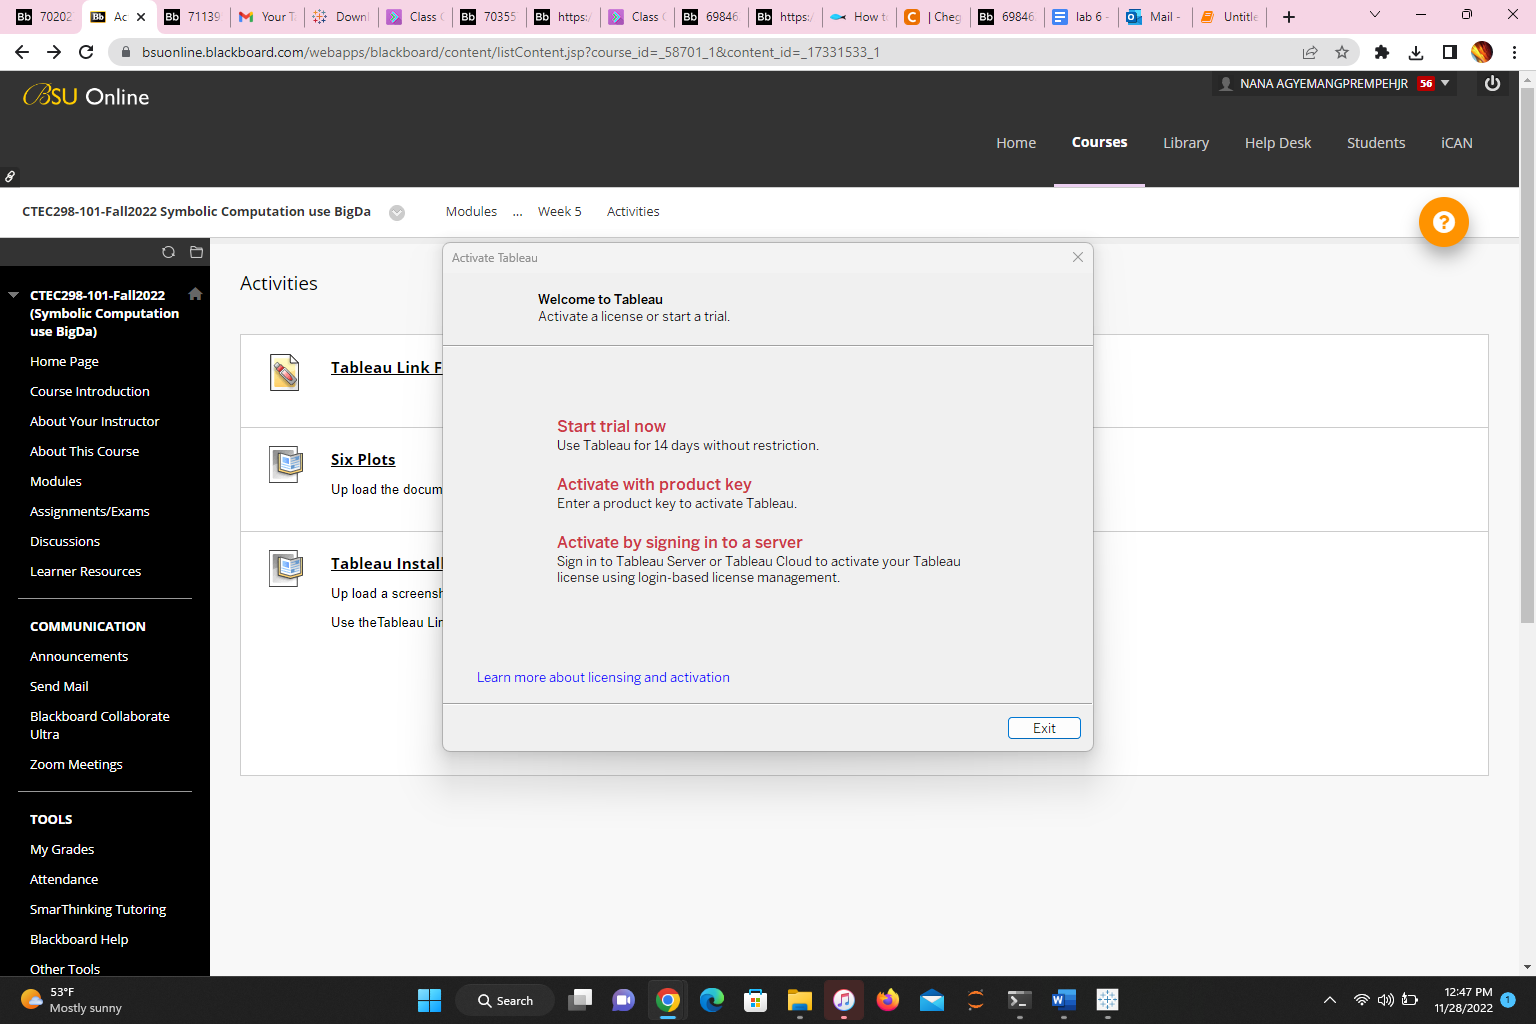 70202
Ac
71139
Your T
Downl
Class C
70355
https:/
Class C
69846
https:/
How to
| Cheg
69846
lab 6 -
Mail -
Untitle
bsuonline.blackboard.com/webapps/blackboard/content/listContent.jsp?course_id=_58701_1&content_id=_17331533_1
BSU Online
NANA AGYEMANGPREMPEHJR 56
Home Courses Library Help Desk Students iCAN
CTEC298-101-Fall2022 Symbolic Computation use BigDa
Modules ... Week 5 Activities
CTEC298-101-Fall2022
(Symbolic Computation
use BigDa)
Home Page
Course Introduction
About Your Instructor
About This Course
Modules
Assignments/Exams
Discussions
Learner Resources
COMMUNICATION
Announcements
Send Mail
Blackboard Collaborate
Ultra
Zoom Meetings
TOOLS
My Grades
Attendance
SmarThinking Tutoring
Blackboard Help
Other Tools
Activities
Tableau Link F
Six Plots
Up load the docum
Tableau Instal
Up load a screensh
Use theTableau Lin
Activate Tableau
Welcome to Tableau
Activate a license or start a trial.
Start trial now
Use Tableau for 14 days without restriction.
Activate with product key
Enter a product key to activate Tableau.
Activate by signing in to a server
Sign in to Tableau Server or Tableau Cloud to activate your Tableau
license using login-based license management.
Learn more about licensing and activation
Exit
53°F
Mostly sunny
Search
12:47 PM
11/28/2022
1